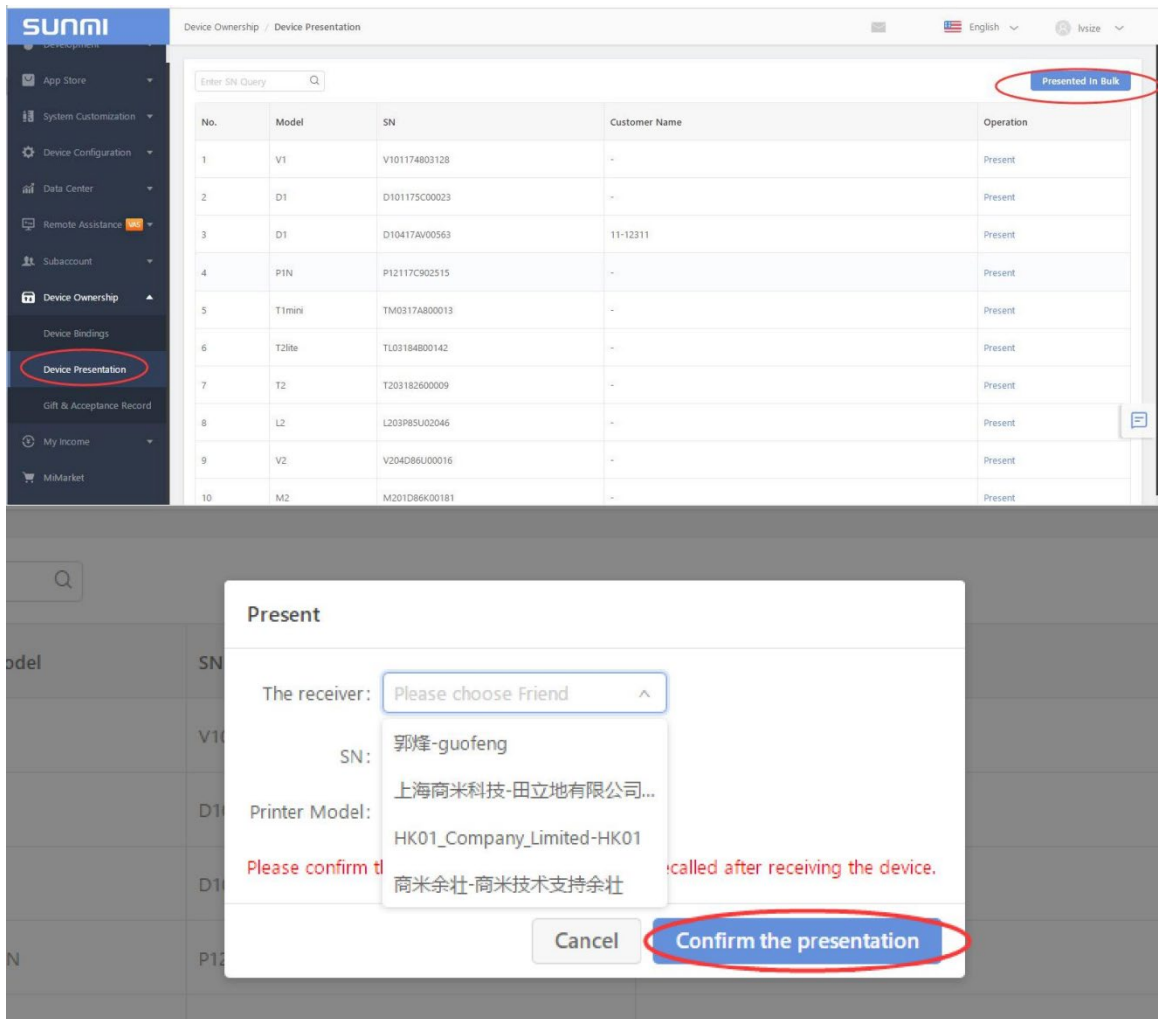 SUNMI
Device Ownership / Device Presentation
English
lvsize
Development
App Store
System Customization
Device Configuration
Data Center
Remote Assistance VAS
Subaccount
Device Ownership
Device Bindings
Device Presentation
Gift & Acceptance Record
My Income
MiMarket
Enter SN Query
Presented In Bulk
No. Model SN Customer Name Operation
1 V1 V101174803128 - Present
2 D1 D101175C00023 - Present
3 D1 D10417AV00563 11-12311 Present
4 P1N P12117C902515 - Present
5 T1mini TM0317A800013 - Present
6 T2lite TL03184B00142 - Present
7 T2 T203182600009 - Present
8 L2 L203P85U02046 - Present
9 V2 V204D86U00016 - Present
10 M2 M201D86K00181 - Present
odel SN
V10
D10
D10
N P12
Present
The receiver: Please choose Friend
郭烽-guofeng
SN:
上海商米科技-田立地有限公司...
Printer Model:
HK01_Company_Limited-HK01
Please confirm th ecalled after receiving the device.
商米余壮-商米技术支持余壮
Cancel Confirm the presentation